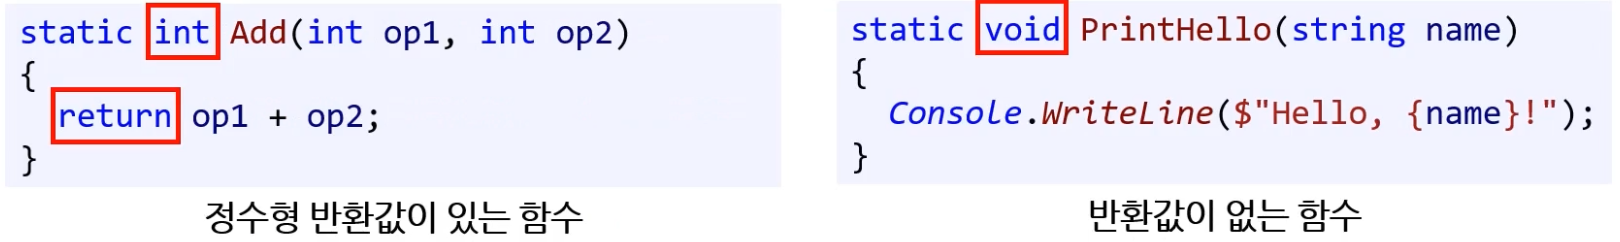 static int Add(int op1, int op2)
{
  return op1 + op2;
}
정수형 반환값이 있는 함수
static void PrintHello(string name)
{
  Console.WriteLine($"Hello, {name}!");
}
반환값이 없는 함수